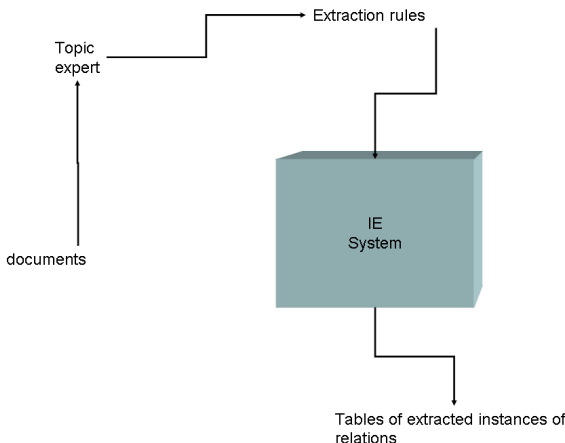 Extraction rules
Topic
expert
IE
System
documents
Tables of extracted instances of
relations